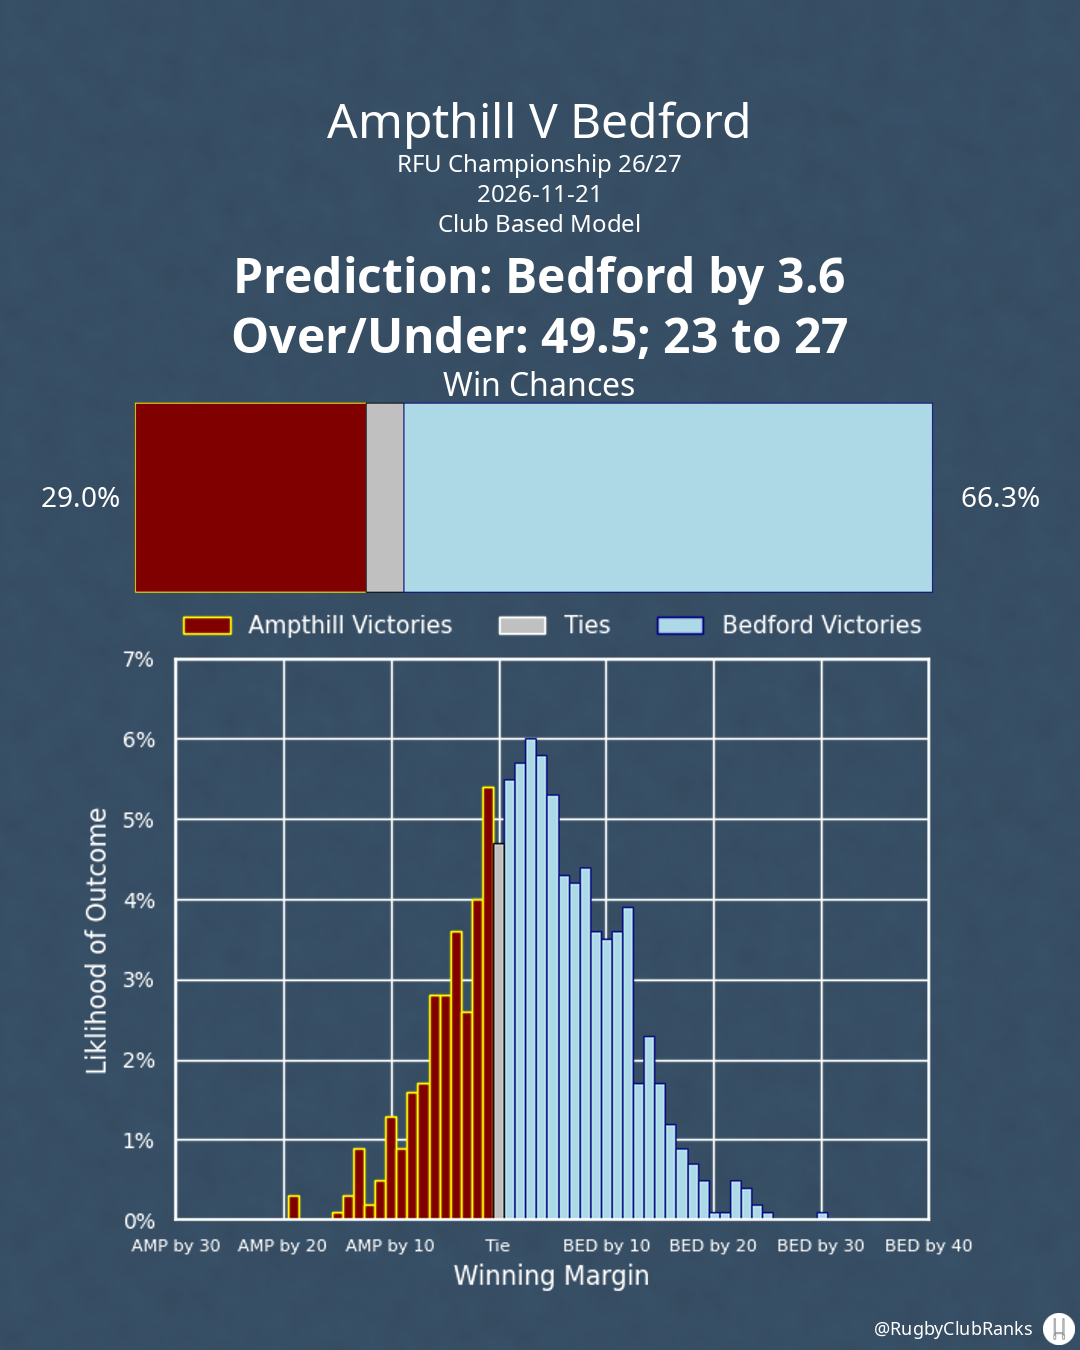 Ampthill V Bedford
RFU Championship 26/27
2026-11-21
Club Based Model
Prediction: Bedford by 3.6
Over/Under: 49.5; 23 to 27
Win Chances
29.0%
66.3%
Ampthill Victories
Ties
Bedford Victories
7%
6%
5%
4%
3%
2%
1%
0%
Liklihood of Outcome
AMP by 30
AMP by 20
AMP by 10
Tie
BED by 10
BED by 20
BED by 30
BED by 40
Winning Margin
@RugbyClubRanks